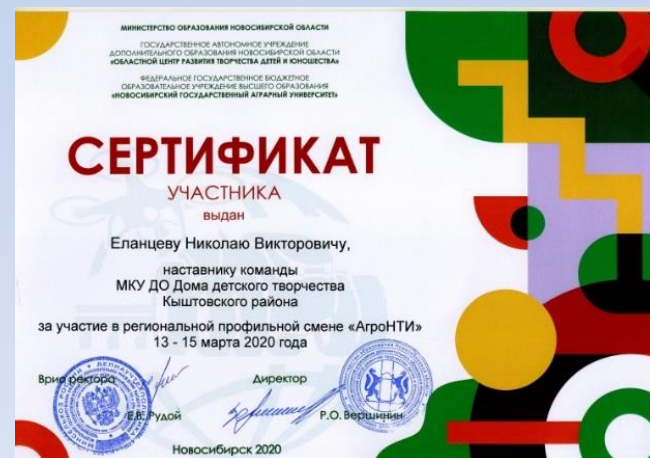 МИНИСТЕРСТВО ОБРАЗОВАНИЯ НОВОСИБИРСКОЙ ОБЛАСТИ
ГОСУДАРСТВЕННОЕ АВТОНОМНОЕ УЧРЕЖДЕНИЕ
ДОПОЛНИТЕЛЬНОГО ОБРАЗОВАНИЯ НОВОСИБИРСКОЙ ОБЛАСТИ
«ОБЛАСТНОЙ ЦЕНТР РАЗВИТИЯ ТВОРЧЕСТВА ДЕТЕЙ И ЮНОШЕСТВА»
ФЕДЕРАЛЬНОЕ ГОСУДАРСТВЕННОЕ БЮДЖЕТНОЕ
ОБРАЗОВАТЕЛЬНОЕ УЧРЕЖДЕНИЕ ВЫСШЕГО ОБРАЗОВАНИЯ
«НОВОСИБИРСКИЙ ГОСУДАРСТВЕННЫЙ АГРАРНЫЙ УНИВЕРСИТЕТ»
СЕРТИФИКАТ
УЧАСТНИКА
выдан
Еланцеву Николаю Викторовичу,
наставнику команды
МКУ ДО Дома детского творчества
Кыштовского района
за участие в региональной профильной смене «АгроНТИ»
13 - 15 марта 2020 года
Врио ректора Директор
Е.В. Рудой Р.О. Вершинин
Новосибирск 2020